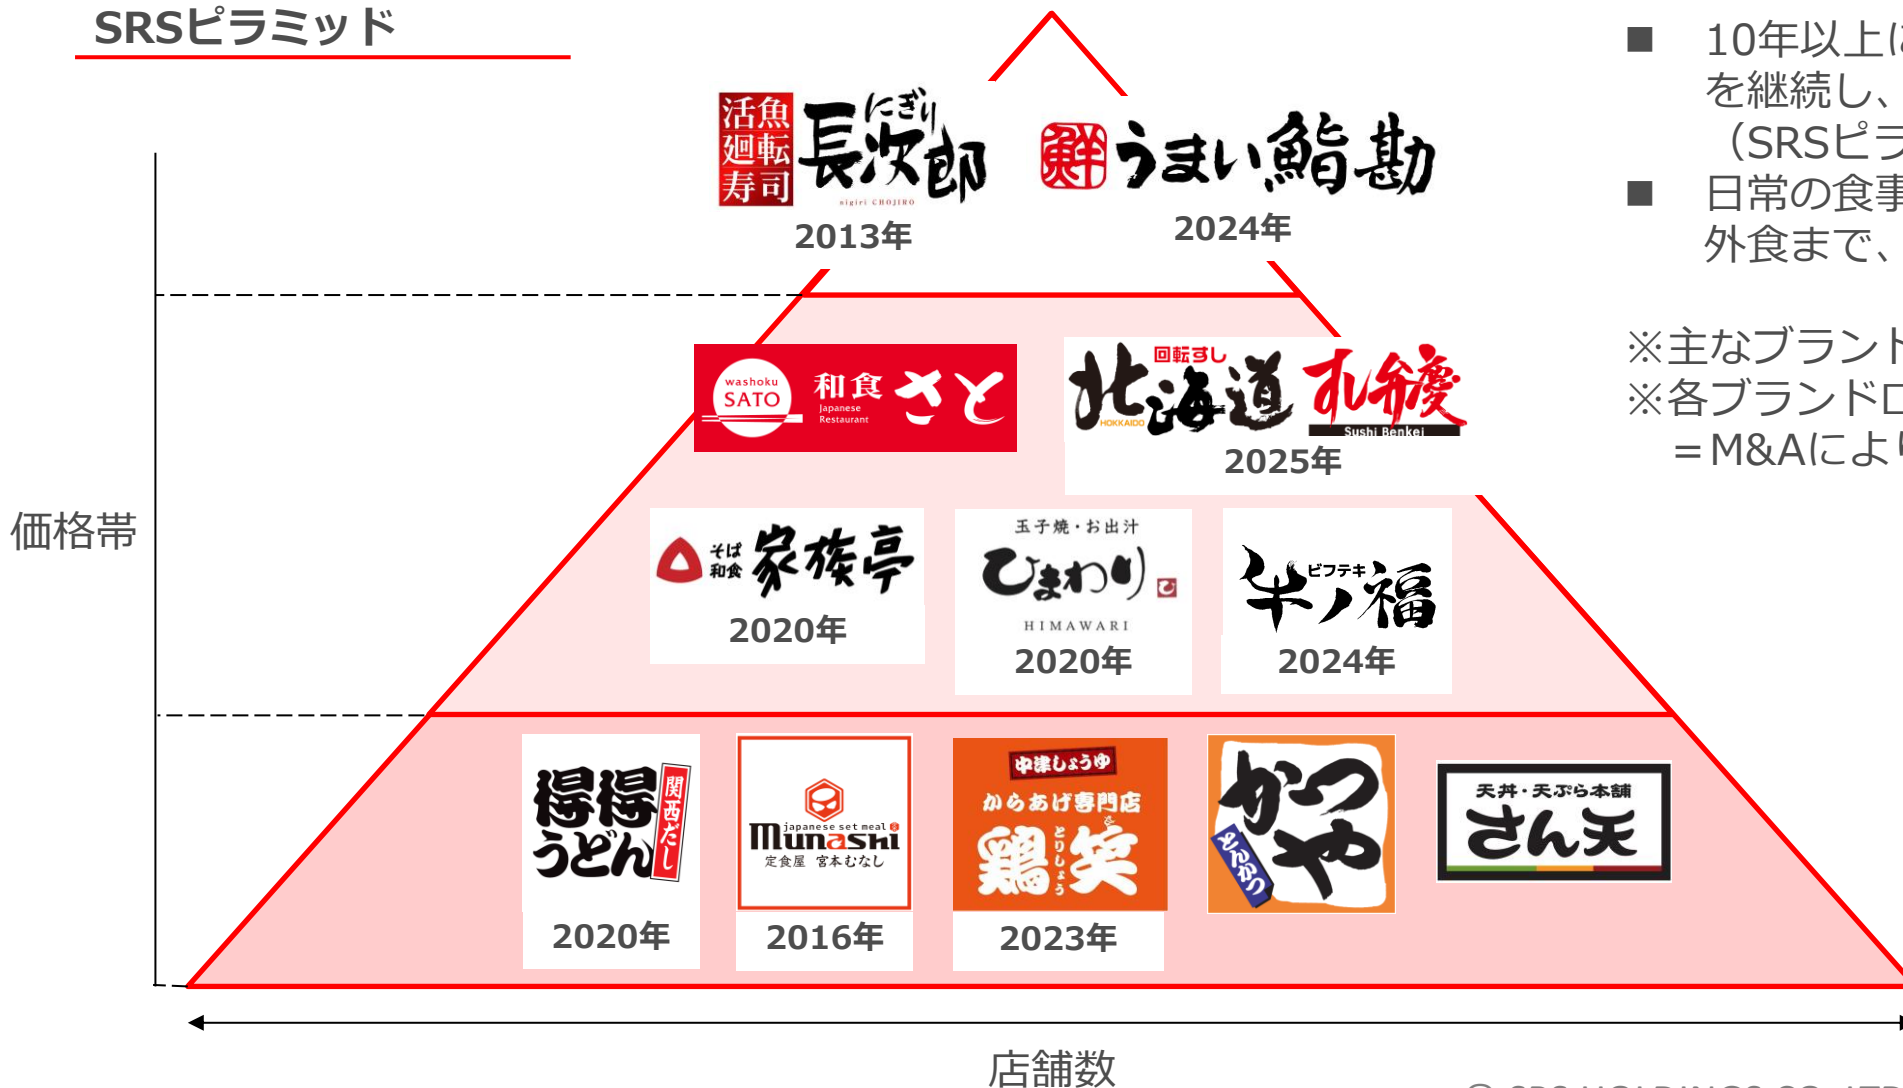 SRSピラミッド
活魚
廻転
寿司
にぎり
長次郎
nigiri CHOJIRO
2013年
鮮
うまい鮨勘
2024年
washoku
SATO
和食
Japanese
Restaurant
さと
回転すし
北海道
HOKKAIDO
すし弁慶
Sushi Benkei
2025年
価格帯
そば
和食
家族亭
2020年
玉子焼・お出汁
ひまわり
ひ
HIMAWARI
2020年
ビフテキ
牛ノ福
2024年
得得
うどん
関西だし
2020年
japanese set meal
Munashi
定食屋 宮本むなし
2016年
中津しょうゆ
からあげ専門店
鶏笑
とりしょう
2023年
かつや
とんかつ
天丼・天ぷら本舗
さん天
店舗数
■ 10年以上に
を継続し、
（SRSピラ
■ 日常の食事
外食まで、
※主なブランド
※各ブランドロ
＝M&Aによ
© SRS HOLDINGS CO.,LTD